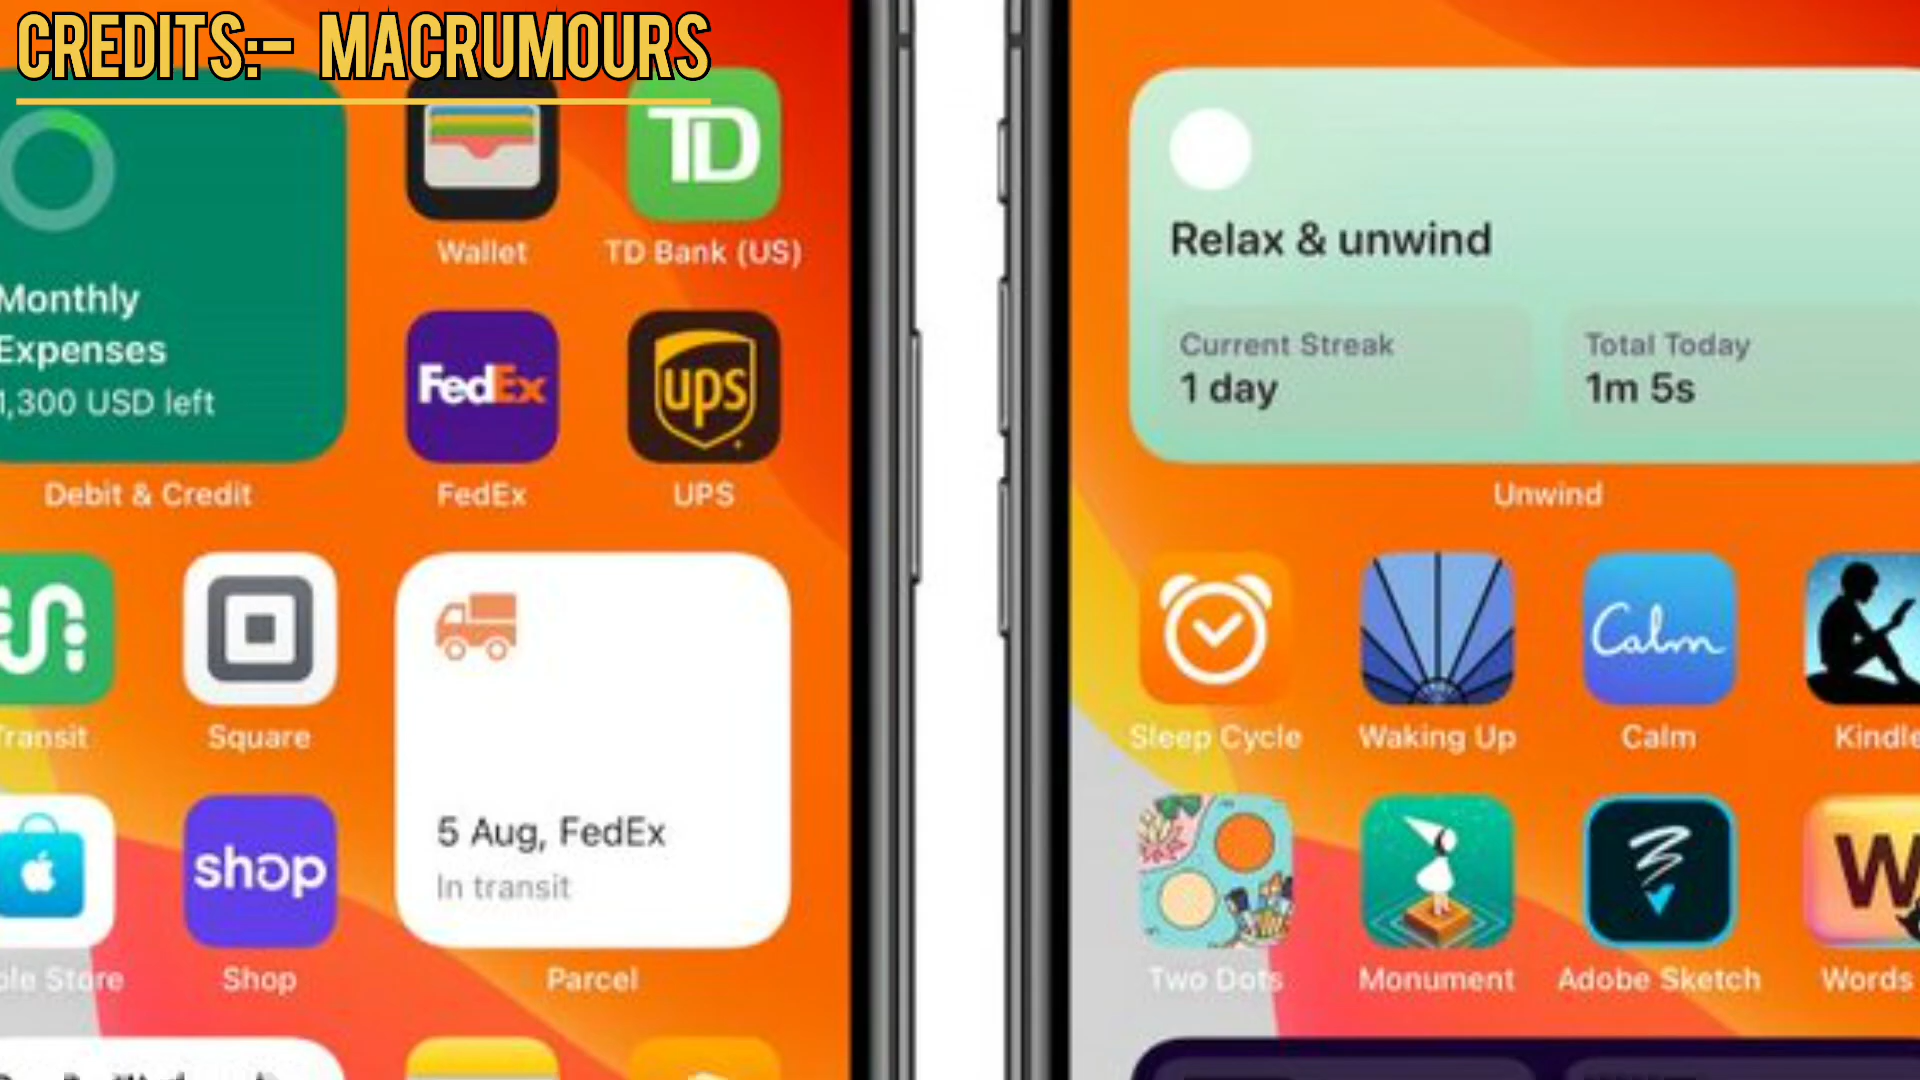 CREDITS:- MACRUMOURS
Monthly
Expenses
1,300 USD left
Debit & Credit
Wallet
TD
TD Bank (US)
FedEx
FedEx
ups
UPS
Transit
Square
shop
Shop
5 Aug, FedEx
In transit
Parcel
Store
Relax & unwind
Current Streak
1 day
Total Today
1m 5s
Unwind
Sleep Cycle
Waking Up
Calm
Calm
Kindle
Two Dots
Monument
Adobe Sketch
W
Words